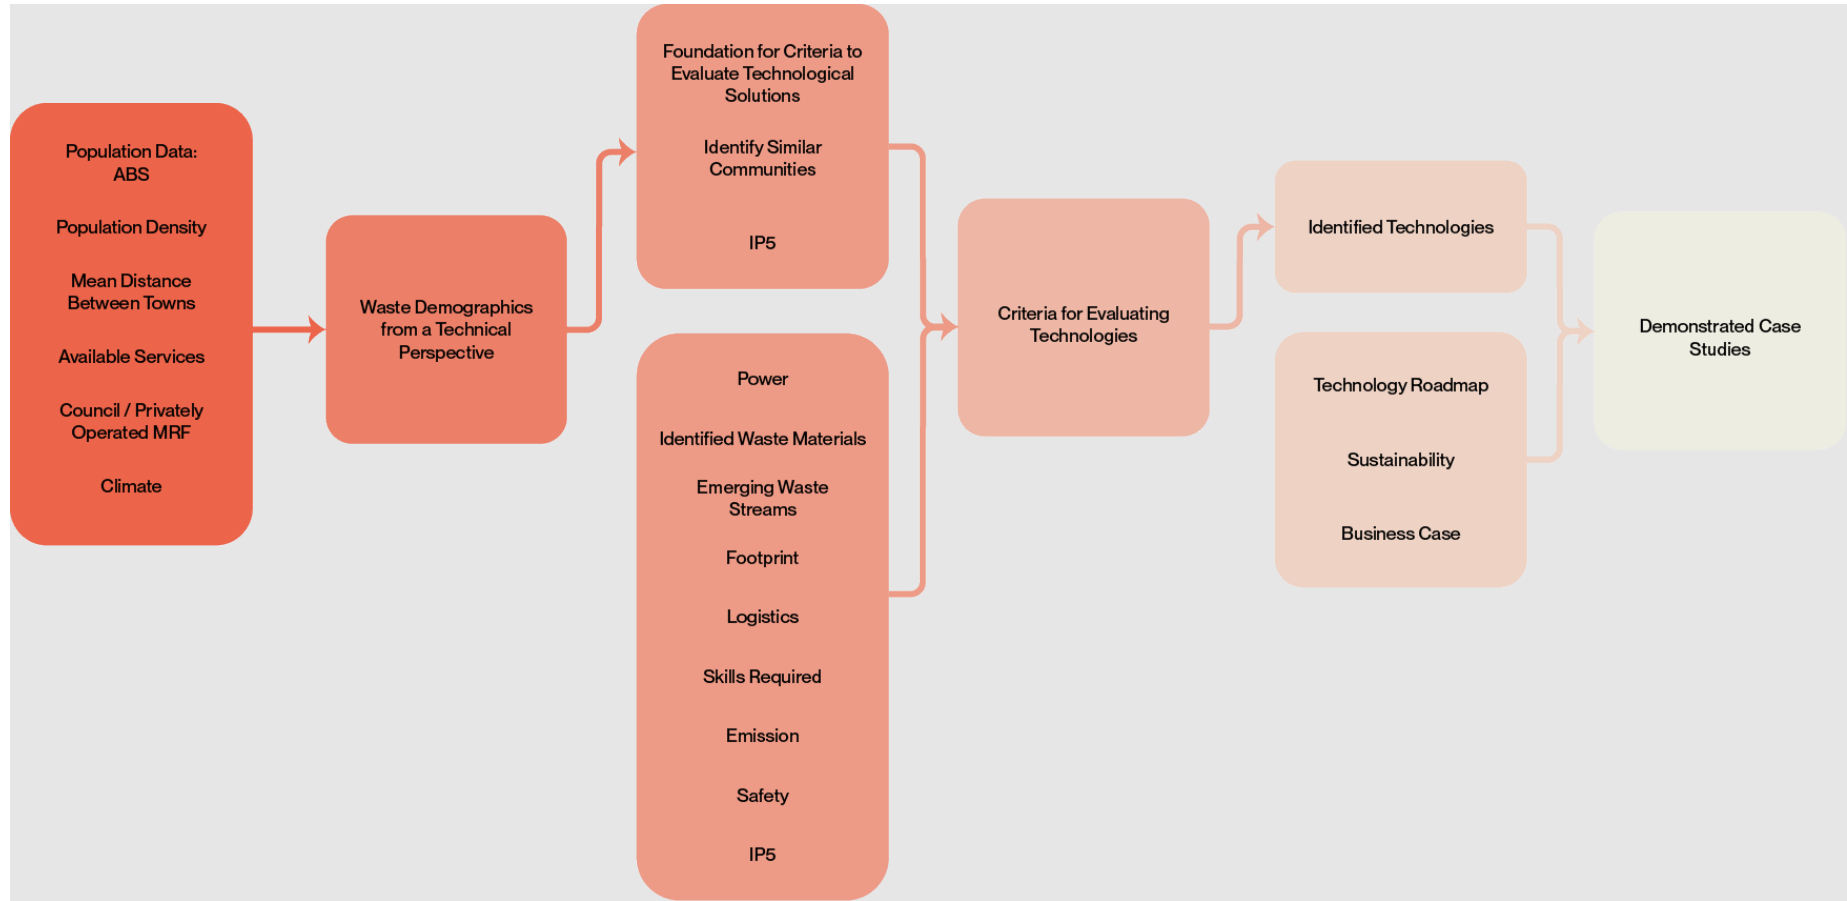 Population Data:
ABS
Population Density
Mean Distance
Between Towns
Available Services
Council / Privately
Operated MRF
Climate
Waste Demographics
from a Technical
Perspective
Foundation for Criteria to
Evaluate Technological
Solutions
Identify Similar
Communities
IP5
Power
Identified Waste Materials
Emerging Waste
Streams
Footprint
Logistics
Skills Required
Emission
Safety
IP5
Criteria for Evaluating
Technologies
Identified Technologies
Technology Roadmap
Sustainability
Business Case
Demonstrated Case
Studies